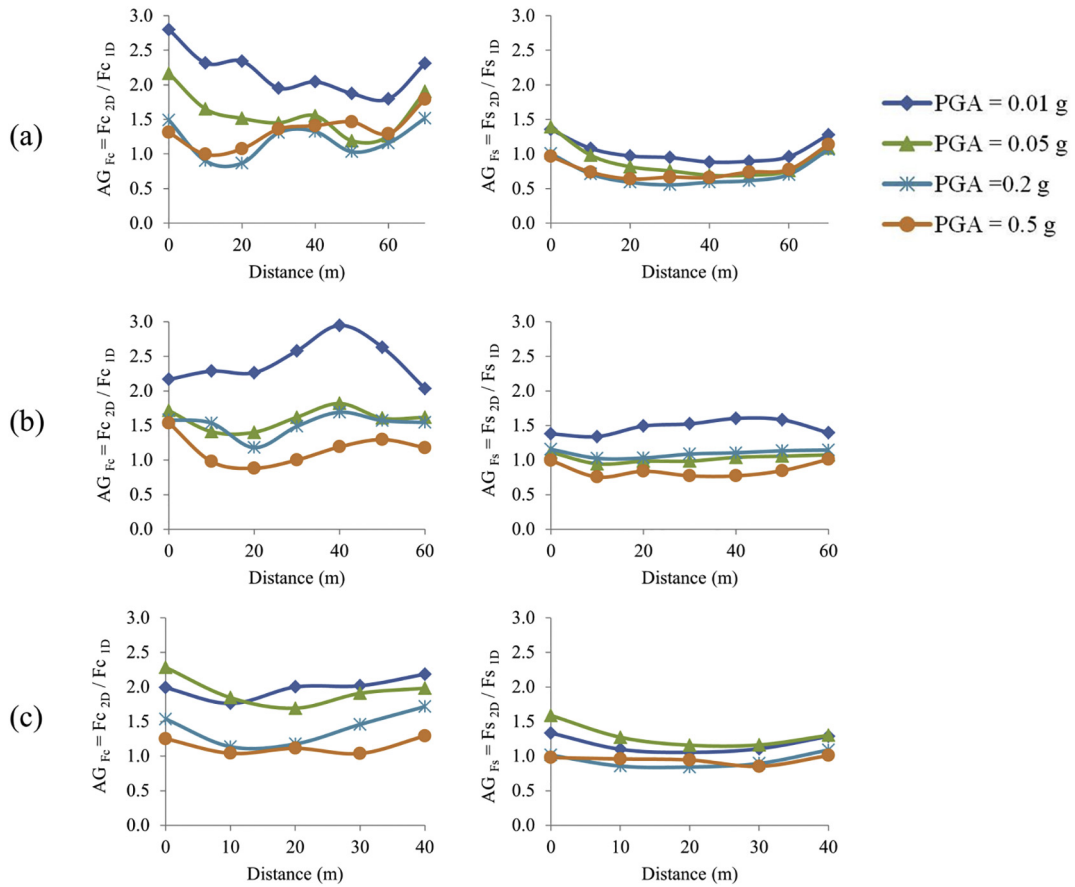 (a)
AG Fc = Fc 2D / Fc 1D
3.0
2.5
2.0
1.5
1.0
0.5
0.0
0 20 40 60
Distance (m)
AG Fs = Fs 2D / Fs 1D
3.0
2.5
2.0
1.5
1.0
0.5
0.0
0 20 40 60
Distance (m)
PGA = 0.01 g
PGA = 0.05 g
PGA =0.2 g
PGA = 0.5 g
(b)
AG Fc = Fc 2D / Fc 1D
3.0
2.5
2.0
1.5
1.0
0.5
0.0
0 20 40 60
Distance (m)
AG Fs = Fs 2D / Fs 1D
3.0
2.5
2.0
1.5
1.0
0.5
0.0
0 20 40 60
Distance (m)
(c)
AG Fc = Fc 2D / Fc 1D
3.0
2.5
2.0
1.5
1.0
0.5
0.0
0 10 20 30 40
Distance (m)
AG Fs = Fs 2D / Fs 1D
3.0
2.5
2.0
1.5
1.0
0.5
0.0
0 10 20 30 40
Distance (m)